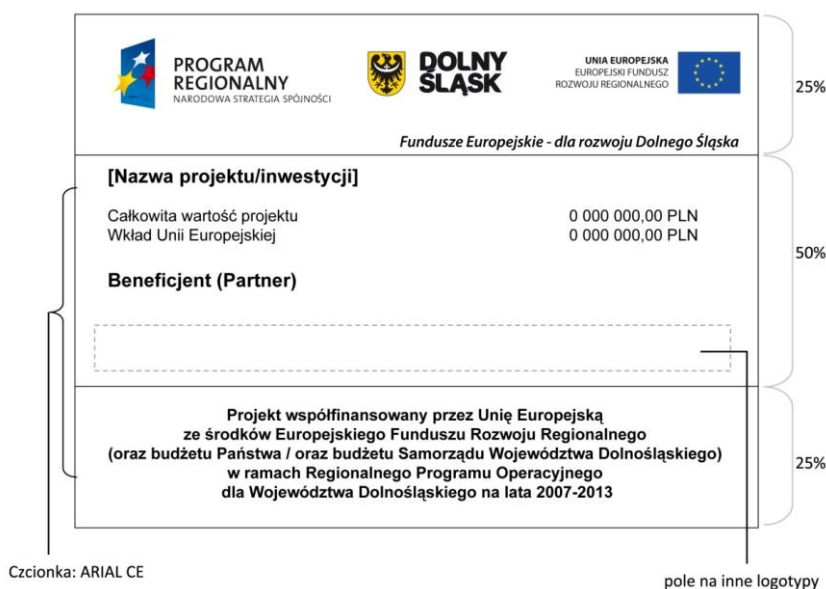 PROGRAM
REGIONALNY
NARODOWA STRATEGIA SPÓJNOŚCI
DOLNY
ŚLĄSK
UNIA EUROPEJSKA
EUROPEJSKI FUNDUSZ
ROZWOJU REGIONALNEGO
25%
Fundusze Europejskie - dla rozwoju Dolnego Śląska
[Nazwa projektu/inwestycji]
Całkowita wartość projektu 0 000 000,00 PLN
Wkład Unii Europejskiej 0 000 000,00 PLN
50%
Beneficjent (Partner)
Projekt współfinansowany przez Unię Europejską
ze środków Europejskiego Funduszu Rozwoju Regionalnego
(oraz budżetu Państwa / oraz budżetu Samorządu Województwa Dolnośląskiego)
w ramach Regionalnego Programu Operacyjnego
dla Województwa Dolnośląskiego na lata 2007-2013
25%
Czcionka: ARIAL CE
pole na inne logotypy